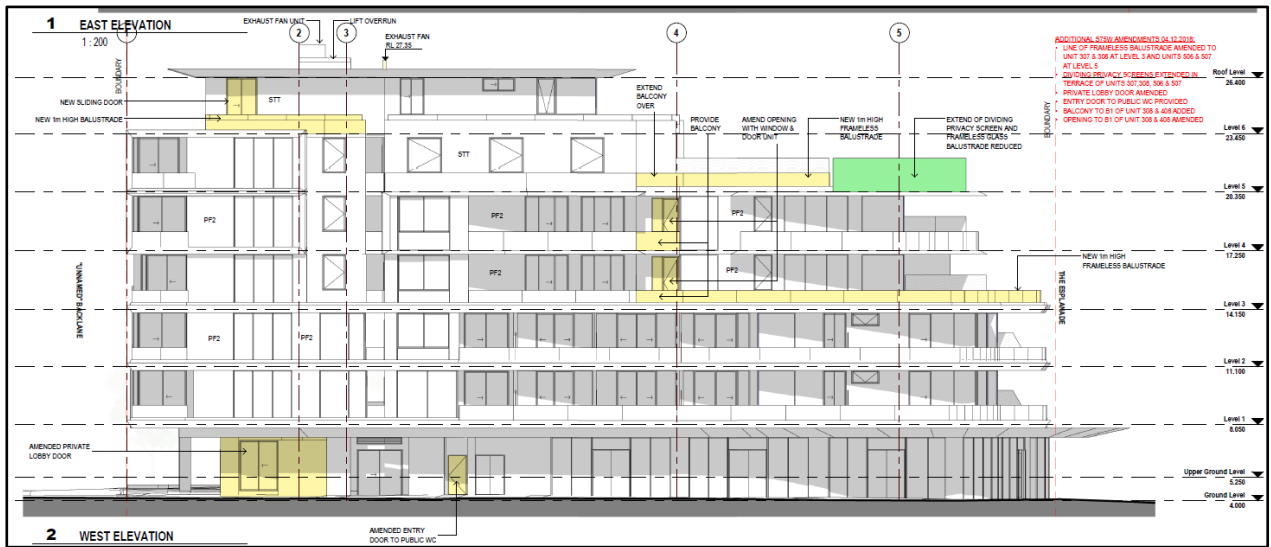 1 EAST ELEVATION
1 : 200
EXHAUST FAN UNIT
LIFT OVERRUN
1
2
3
4
5
EXHAUST FAN
RL 27.35
BOUNDARY
ADDITIONAL S75W AMENDMENTS 04.12.2018:
- LINE OF FRAMELESS BALUSTRADE AMENDED TO
UNIT 307 & 308 AT LEVEL 3 AND UNITS 506 & 507
AT LEVEL 5
- DIVIDING PRIVACY SCREENS EXTENDED IN
TERRACE OF UNITS 307,308, 506 & 507
- PRIVATE LOBBY DOOR AMENDED
- ENTRY DOOR TO PUBLIC WC PROVIDED
- BALCONY TO B1 OF UNIT 308 & 408 ADDED
- OPENING TO B1 OF UNIT 308 & 408 AMENDED
Roof Level
26.400
NEW SLIDING DOOR
STT
EXTEND
BALCONY
OVER
NEW 1m HIGH BALUSTRADE
PROVIDE
BALCONY
AMEND OPENING
WITH WINDOW &
DOOR UNIT
NEW 1m HIGH
FRAMELESS
BALUSTRADE
EXTEND OF DIVIDING
PRIVACY SCREEN AND
FRAMELESS GLASS
BALUSTRADE REDUCED
BOUNDARY
Level 6
23.450
STT
Level 5
20.350
PF2
PF2
PF2
Level 4
17.250
NEW 1m HIGH
FRAMELESS BALUSTRADE
PF2
PF2
"UNNAMED" BACKLANE
THE ESPLANADE
Level 3
14.150
PF2
PF2
Level 2
11.100
Level 1
8.050
AMENDED PRIVATE
LOBBY DOOR
Upper Ground Level
5.250
Ground Level
4.000
AMENDED ENTRY
DOOR TO PUBLIC WC
2 WEST ELEVATION